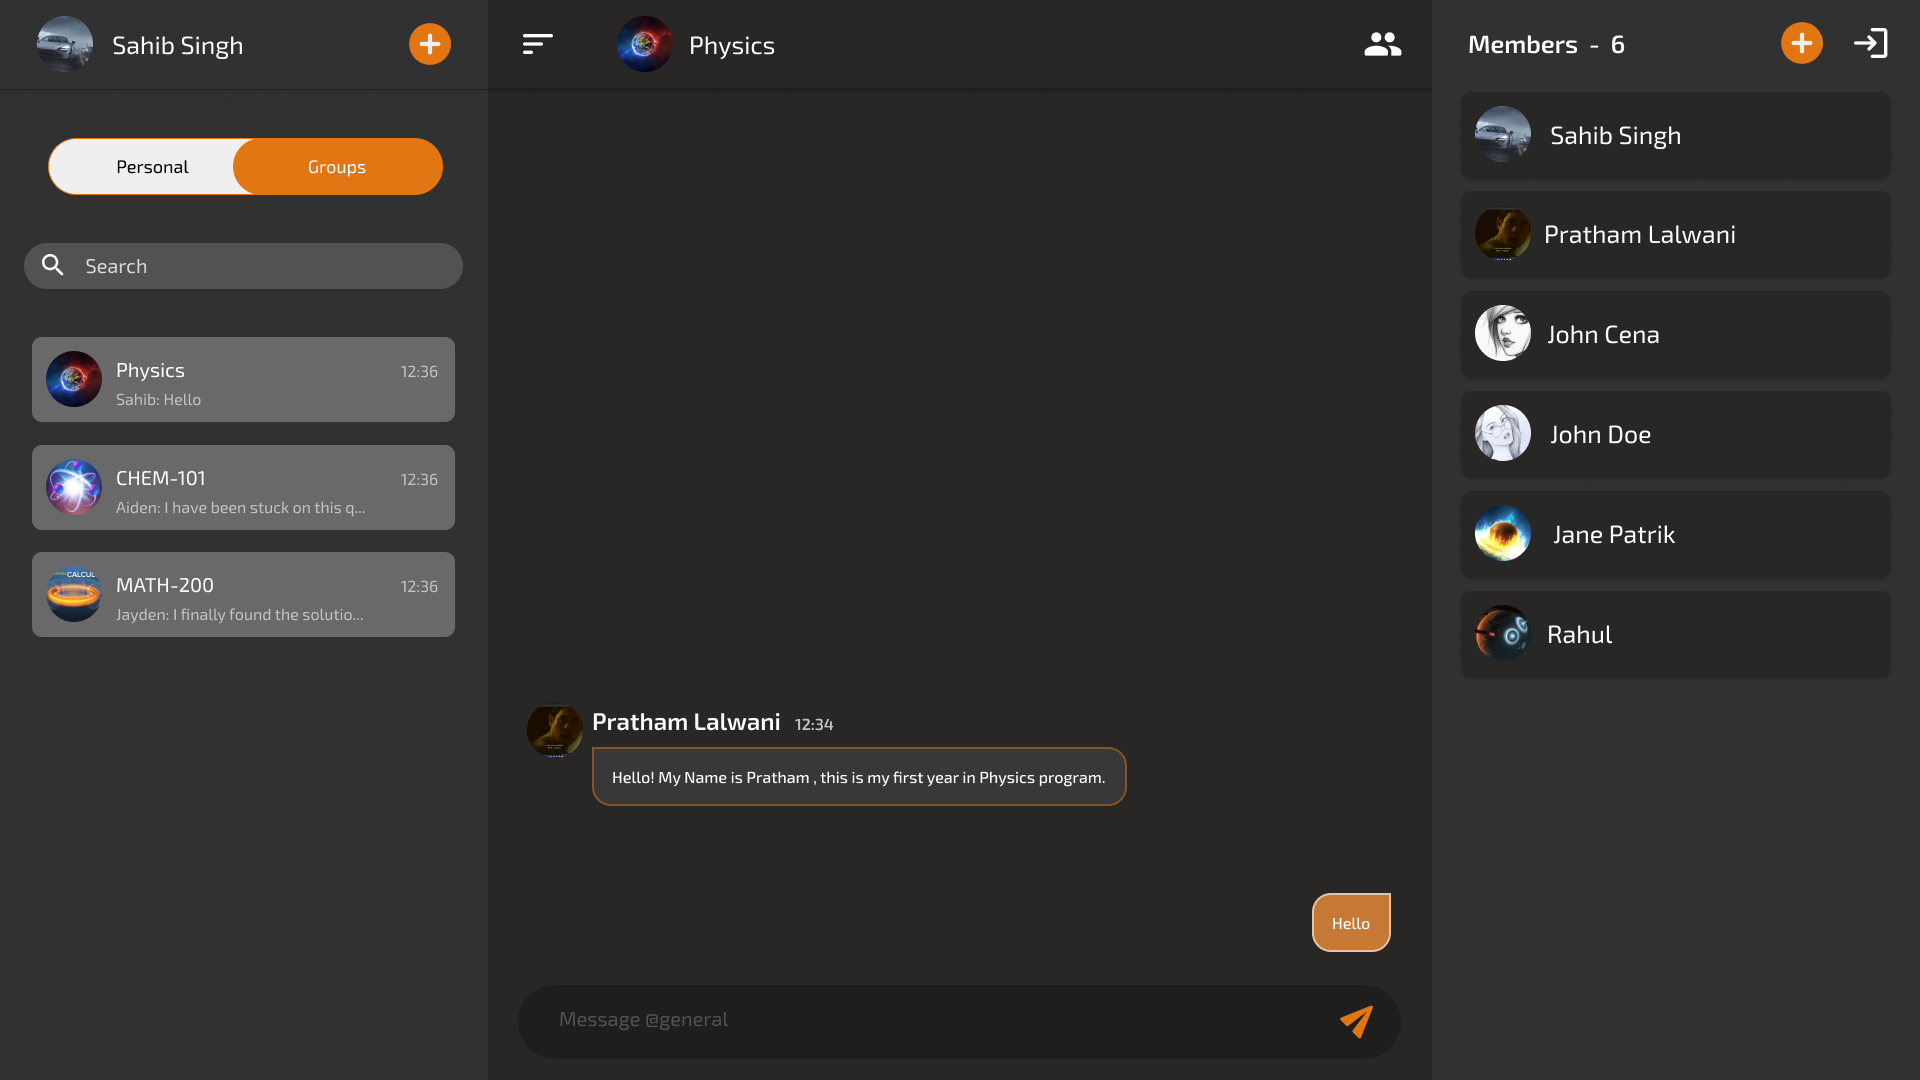 Sahib Singh
Personal
Groups
Search
Physics
12:36
Sahib: Hello
CHEM-101
12:36
Aiden: I have been stuck on this q...
CALCUL
MATH-200
12:36
Jayden: I finally found the solutio...
Physics
Pratham Lalwani 12:34
Hello! My Name is Pratham , this is my first year in Physics program.
Hello
Message @general
Members - 6
Sahib Singh
Pratham Lalwani
John Cena
John Doe
Jane Patrik
Rahul